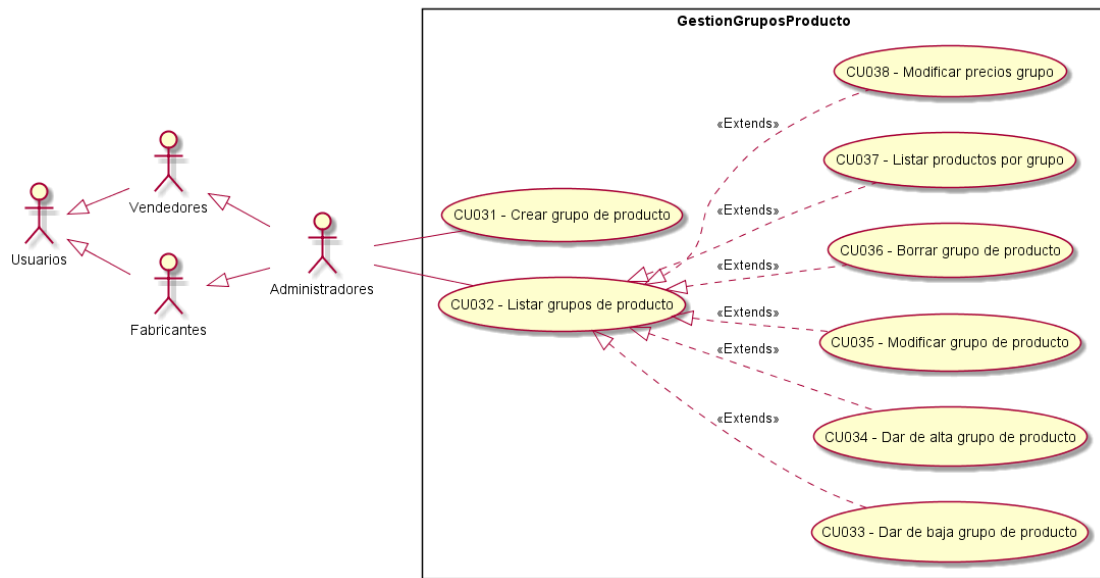 GestionGruposProducto
CU038 - Modificar precios grupo
«Extends»
CU037 - Listar productos por grupo
Vendedores
CU031 - Crear grupo de producto
«Extends»
CU036 - Borrar grupo de producto
Usuarios
«Extends»
Administradores
CU032 - Listar grupos de producto
«Extends»
Fabricantes
CU035 - Modificar grupo de producto
«Extends»
CU034 - Dar de alta grupo de producto
«Extends»
CU033 - Dar de baja grupo de producto